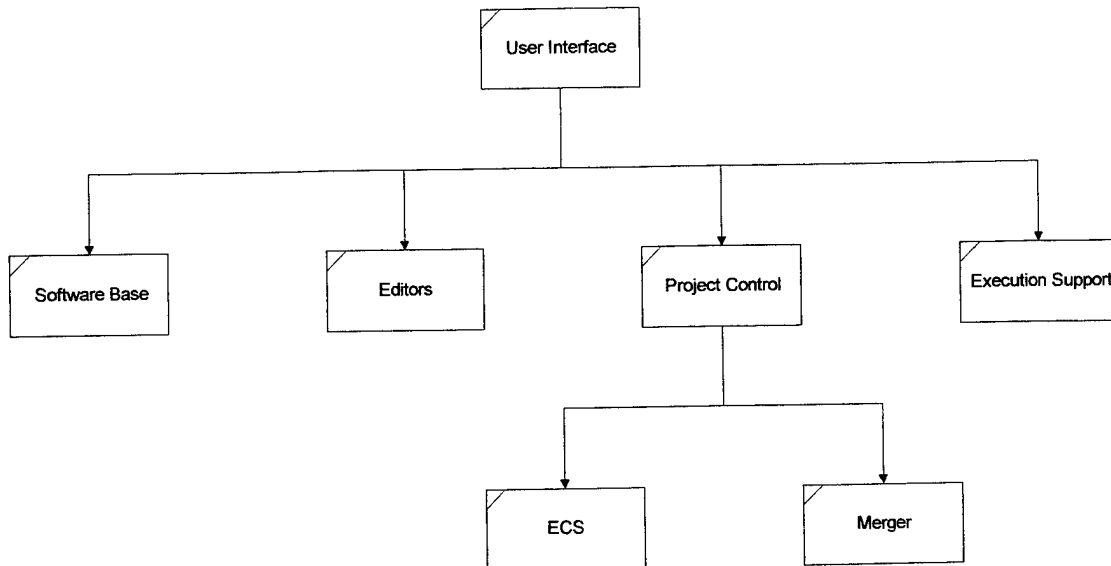 User Interface
Software Base
Editors
Project Control
Execution Support
ECS
Merger